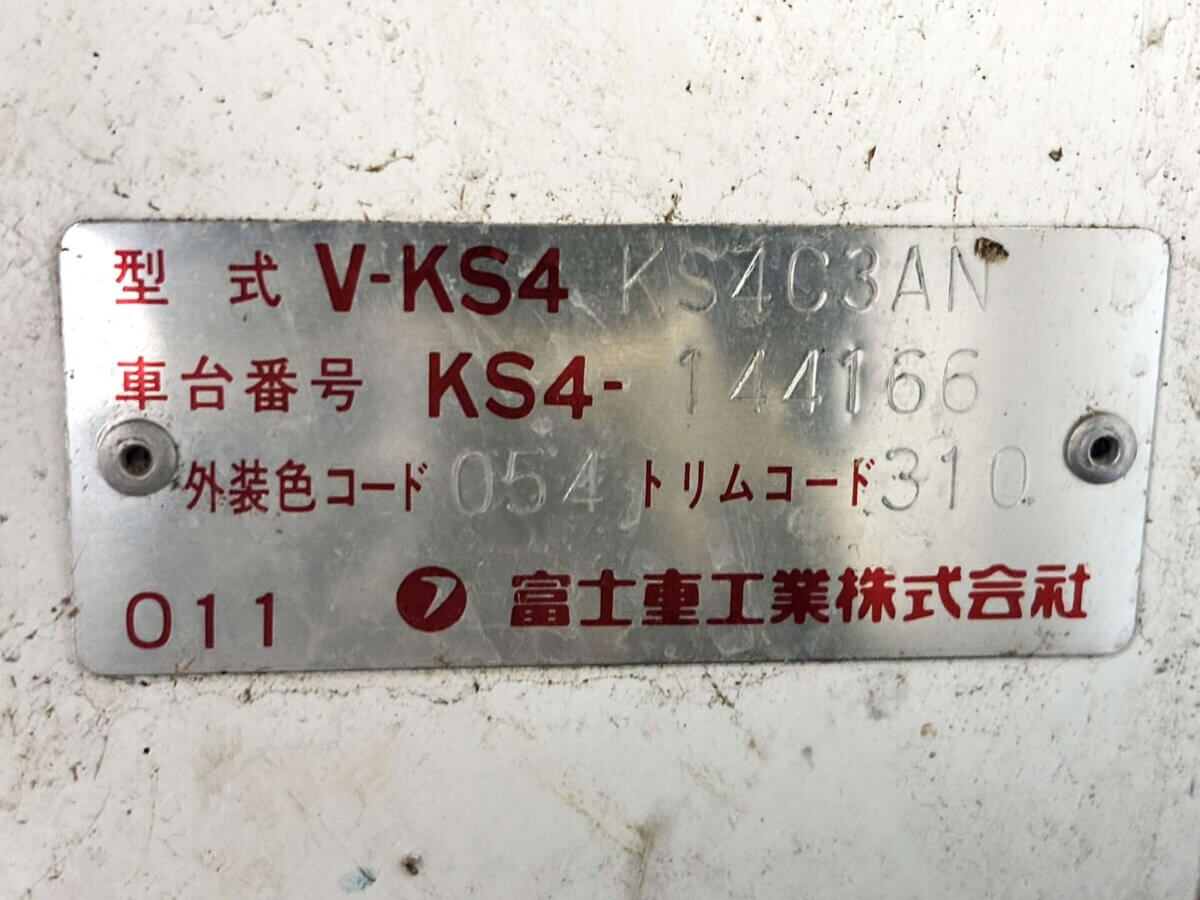 型式 V-KS4 KS4C3AN
車台番号 KS4- 144166
外装色コード 054 トリムコード 310
011 フ 富士重工業株式会社